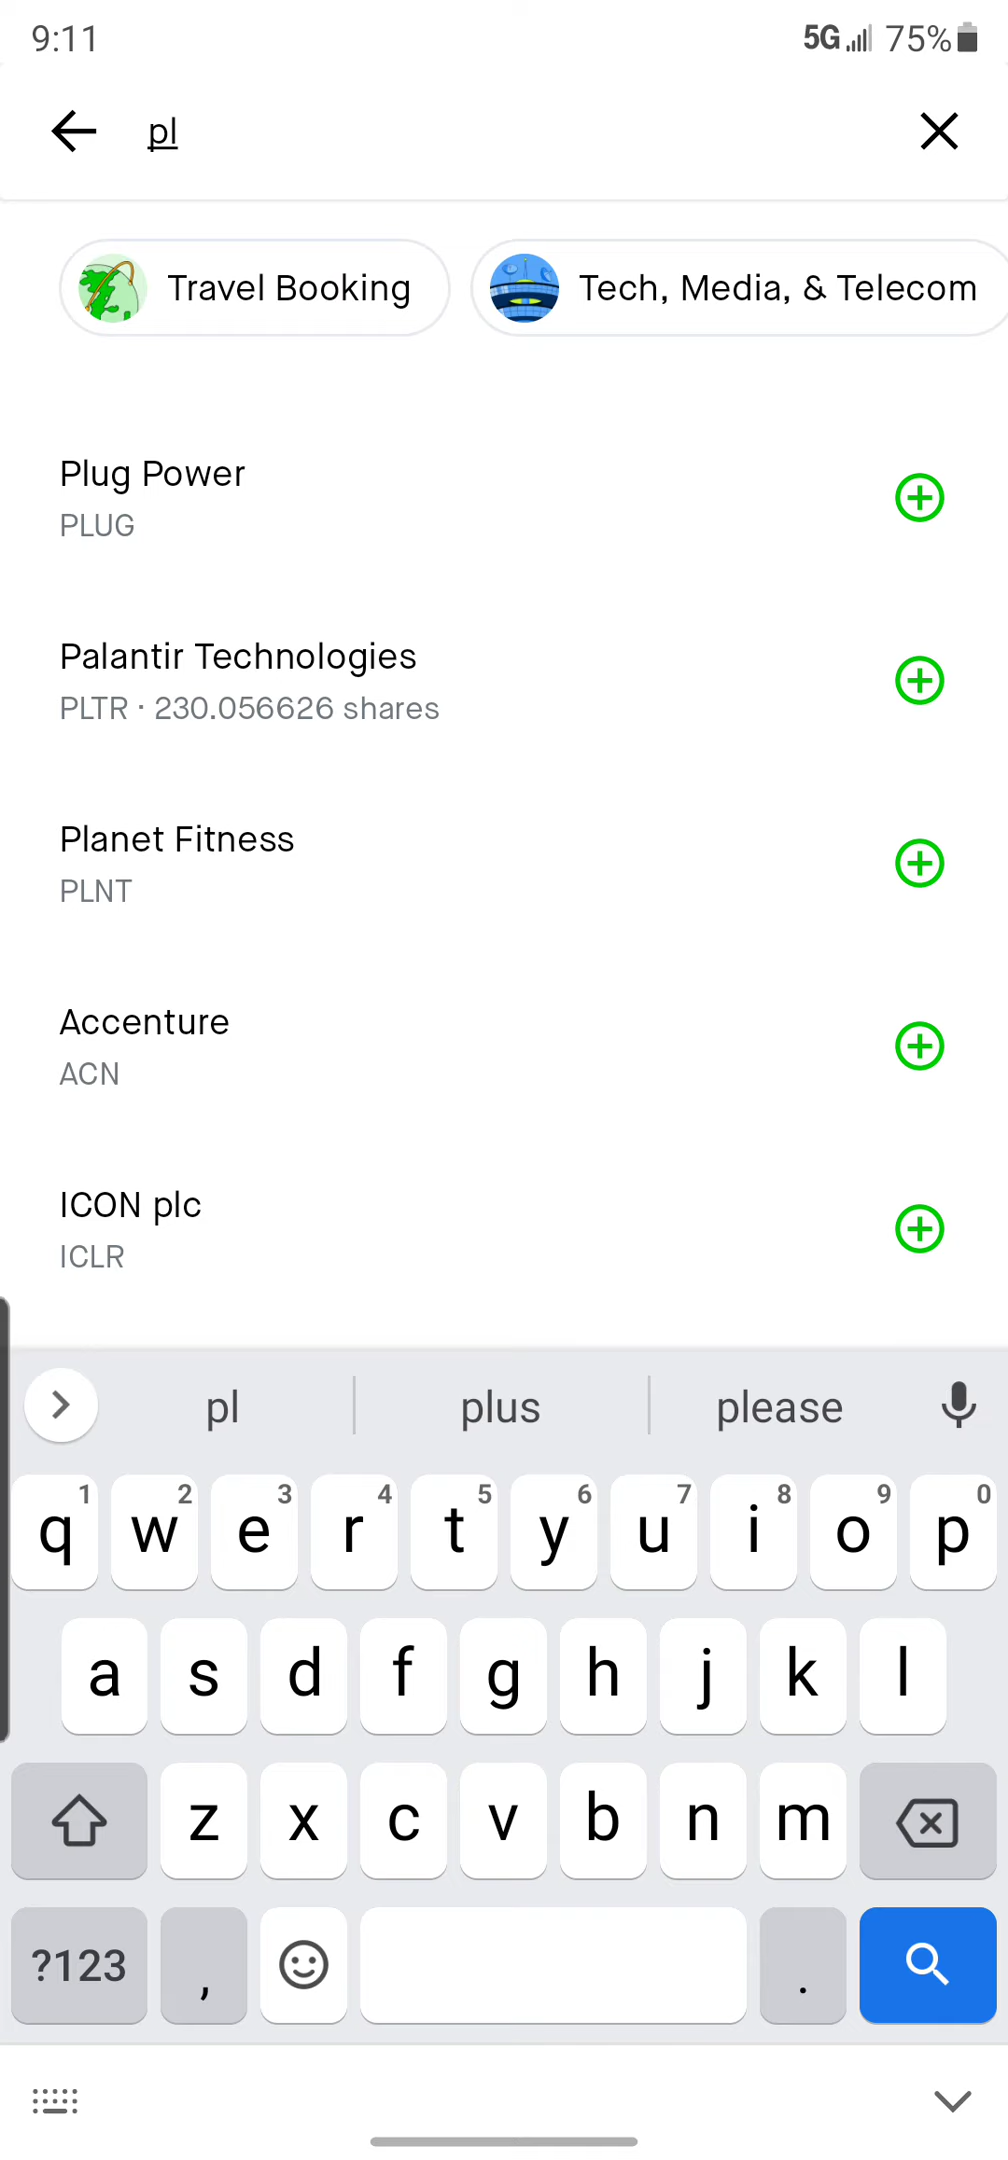 9:11 5G 75%
pl
Travel Booking Tech, Media, & Telecom
Plug Power
PLUG
Palantir Technologies
PLTR · 230.056626 shares
Planet Fitness
PLNT
Accenture
ACN
ICON plc
ICLR
pl plus please
q 1 w 2 e 3 r 4 t 5 y 6 u 7 i 8 o 9 p 0
a s d f g h j k l
z x c v b n m
?123 , .